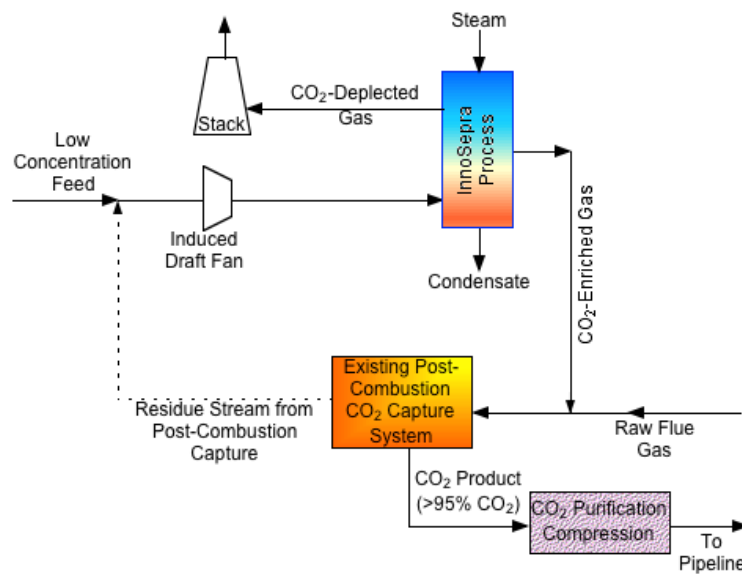 Steam
CO₂-Deplected
Gas
Stack
InnoSepra
Process
Low
Concentration
Feed
Induced
Draft Fan
Condensate
CO₂-Enriched Gas
Existing Post-
Combustion
CO₂ Capture
System
Residue Stream from
Post-Combustion
Capture
Raw Flue
Gas
CO₂ Product
(>95% CO₂)
CO₂ Purification
Compression
To
Pipeline